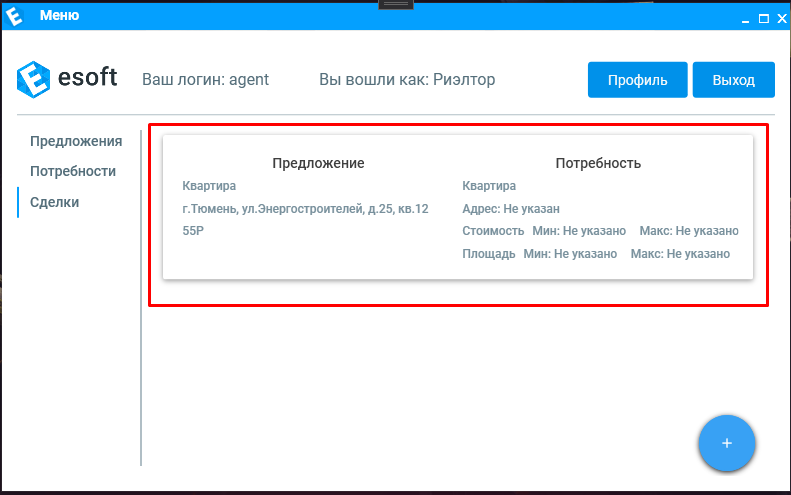 Меню
esoft
Ваш логин: agent
Вы вошли как: Риэлтор
Профиль
Выход
Предложения
Потребности
Сделки
Предложение
Квартира
г.Тюмень, ул.Энергостроителей, д.25, кв.12
55Р
Потребность
Квартира
Адрес: Не указан
Стоимость Мин: Не указано Макс: Не указано
Площадь Мин: Не указано Макс: Не указано
+